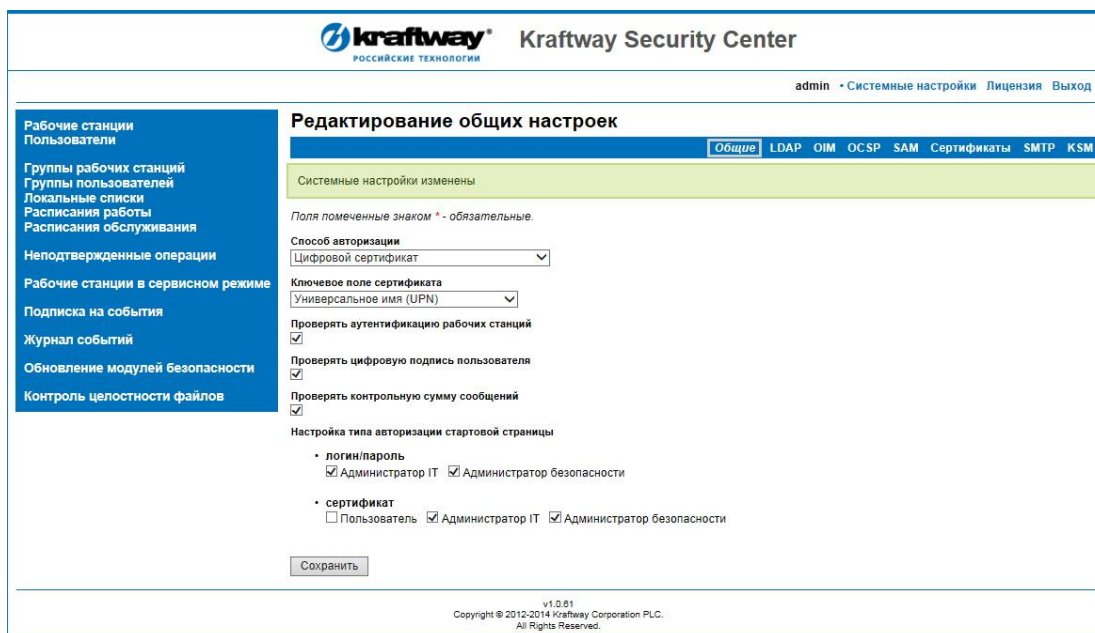 kraftway®
РОССИЙСКИЕ ТЕХНОЛОГИИ
Kraftway Security Center
admin • Системные настройки Лицензия Выход
Рабочие станции
Пользователи
Группы рабочих станций
Группы пользователей
Локальные списки
Расписания работы
Расписания обслуживания
Неподтвержденные операции
Рабочие станции в сервисном режиме
Подписка на события
Журнал событий
Обновление модулей безопасности
Контроль целостности файлов
Редактирование общих настроек
Общие LDAP OIM OCSP SAM Сертификаты SMTP KSM
Системные настройки изменены
Поля помеченные знаком * - обязательные.
Способ авторизации
Цифровой сертификат
Ключевое поле сертификата
Универсальное имя (UPN)
Проверять аутентификацию рабочих станций
Проверять цифровую подпись пользователя
Проверять контрольную сумму сообщений
Настройка типа авторизации стартовой страницы
• логин/пароль
Администратор IT Администратор безопасности
• сертификат
Пользователь Администратор IT Администратор безопасности
Сохранить
v1.0.61
Copyright © 2012-2014 Kraftway Corporation PLC.
All Rights Reserved.